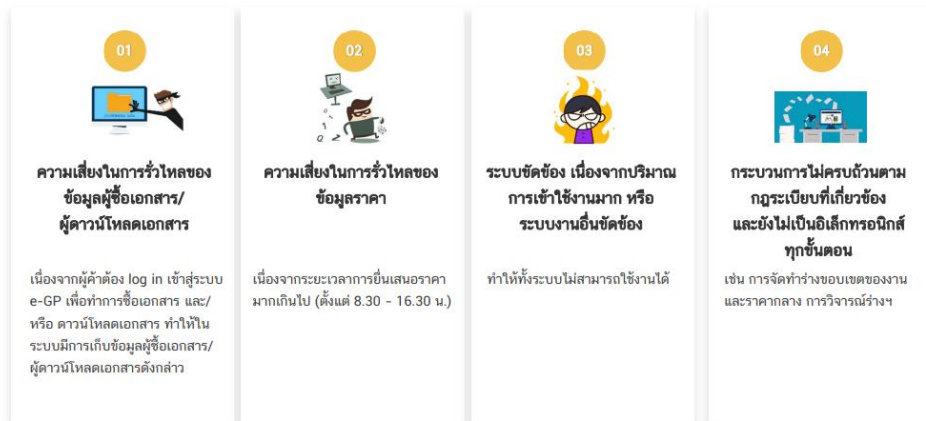 01
ความเสี่ยงในการรั่วไหลของ
ข้อมูลผู้ซื้อเอกสาร/
ผู้ดาวน์โหลดเอกสาร
เนื่องจากผู้ค้าต้อง log in เข้าสู่ระบบ
e-GP เพื่อทำการซื้อเอกสาร และ/
หรือ ดาวน์โหลดเอกสาร ทำให้ใน
ระบบมีการเก็บข้อมูลผู้ซื้อเอกสาร/
ผู้ดาวน์โหลดเอกสารดังกล่าว
02
ความเสี่ยงในการรั่วไหลของ
ข้อมูลราคา
เนื่องจากระยะเวลาการยื่นเสนอราคา
มากเกินไป (ตั้งแต่ 8.30 - 16.30 น.)
03
ระบบขัดข้อง เนื่องจากปริมาณ
การเข้าใช้งานมาก หรือ
ระบบงานอื่นขัดข้อง
ทำให้ทั้งระบบไม่สามารถใช้งานได้
04
กระบวนการไม่ครบถ้วนตาม
กฎระเบียบที่เกี่ยวข้อง
และยังไม่เป็นอิเล็กทรอนิกส์
ทุกขั้นตอน
เช่น การจัดทำร่างขอบเขตของงาน
และราคากลาง การวิจารณ์ร่างฯ